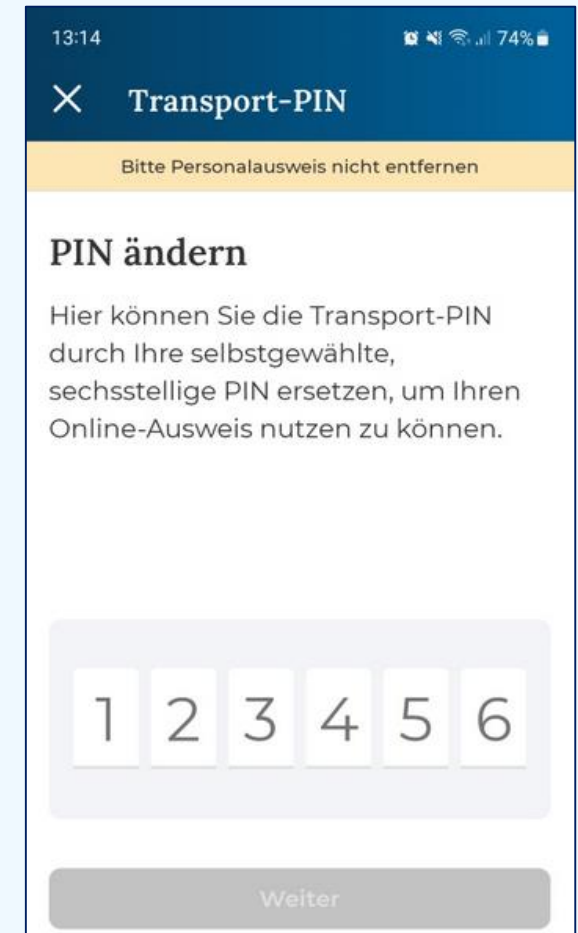 13:14 74%
Transport-PIN
Bitte Personalausweis nicht entfernen
PIN ändern
Hier können Sie die Transport-PIN
durch Ihre selbstgewählte,
sechsstellige PIN ersetzen, um Ihren
Online-Ausweis nutzen zu können.
1 2 3 4 5 6
Weiter